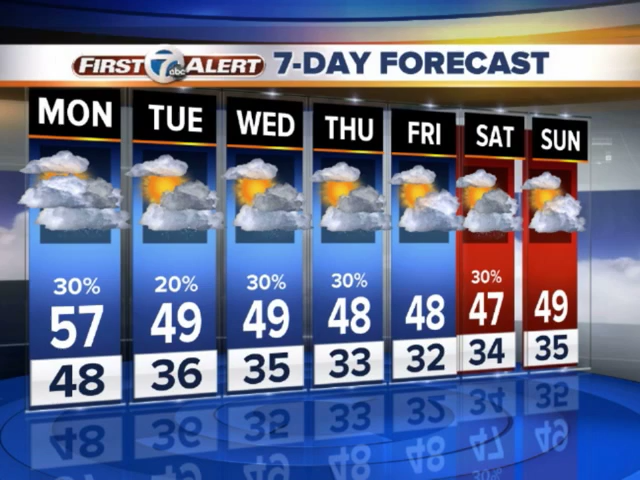 FIRST 7 abc ALERT 7-DAY FORECAST
MON TUE WED THU FRI SAT SUN
30% 20% 30% 30% 30%
57 49 49 48 48 47 49
48 36 35 33 32 34 35